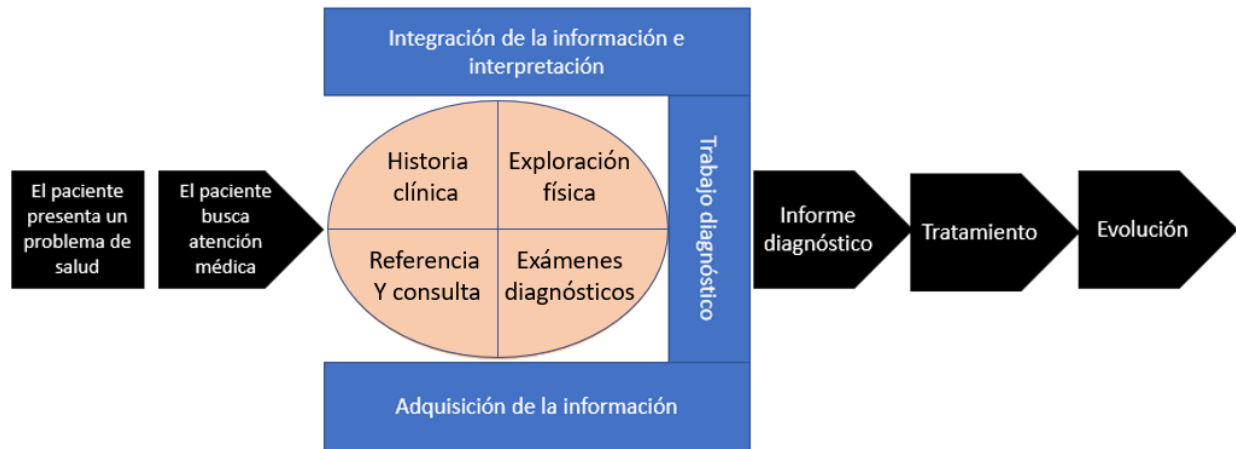 Integración de la información e
interpretación
Historia
clínica
Exploración
física
Referencia
Y consulta
Exámenes
diagnósticos
Trabajo diagnóstico
El paciente
presenta un
problema de
salud
El paciente
busca
atención
médica
Informe
diagnóstico
Tratamiento
Evolución
Adquisición de la información